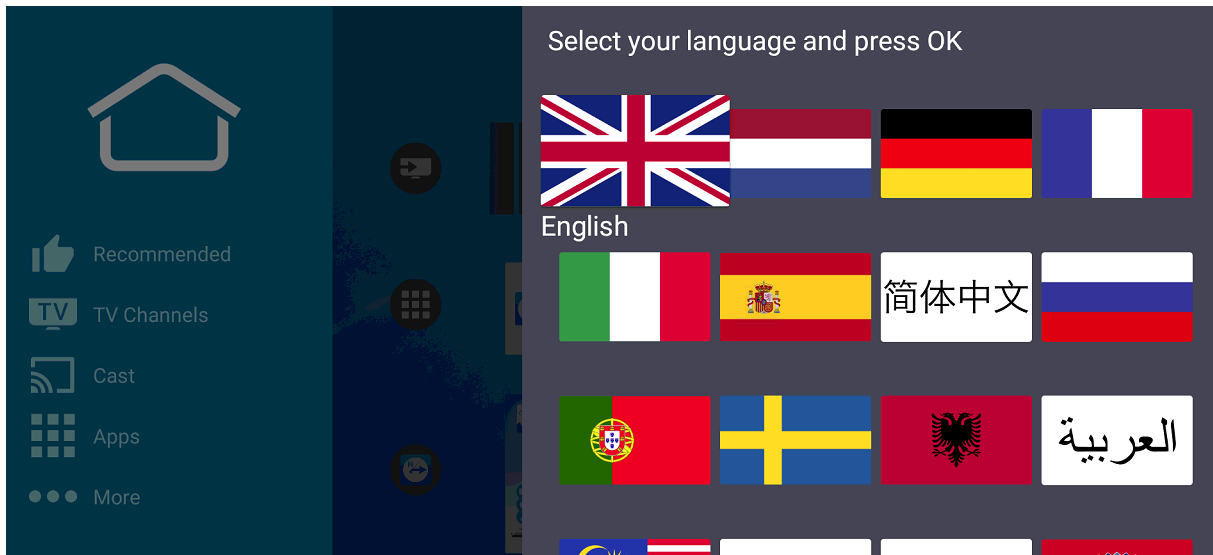 Select your language and press OK
English
简体中文
العربية
Recommended
TV
TV Channels
Cast
Apps
More